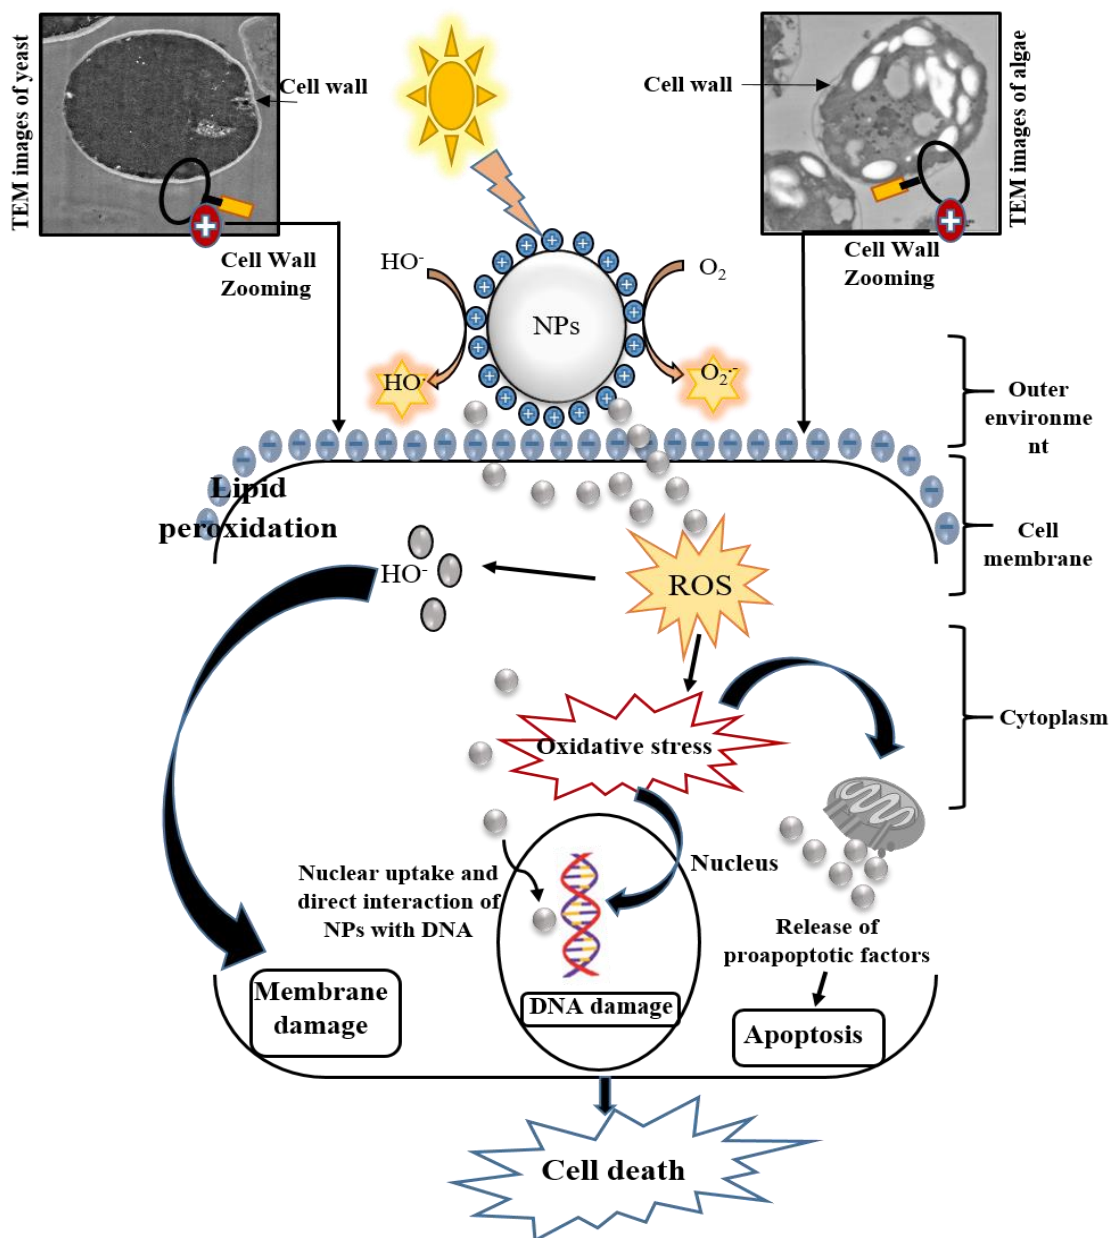 TEM images of yeast
Cell wall
Cell wall
TEM images of algae
Cell Wall
Zooming
Cell Wall
Zooming
HO⁻
O₂
NPs
HO·
O₂·⁻
Outer
environme
nt
Lipid
peroxidation
Cell
membrane
HO⁻
ROS
Oxidative stress
Cytoplasm
Nucleus
Nuclear uptake and
direct interaction of
NPs with DNA
Release of
proapoptotic factors
Membrane
damage
DNA damage
Apoptosis
Cell death